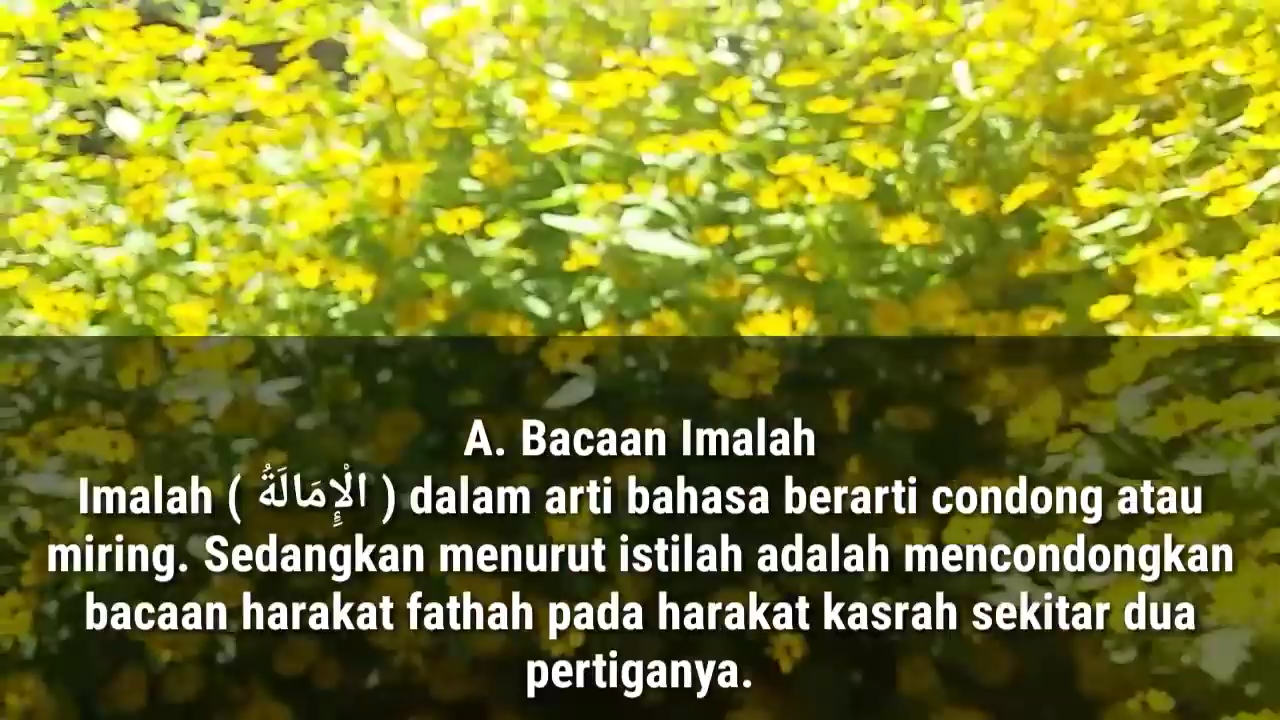 A. Bacaan Imalah
Imalah ( الْإِمَالَةُ ) dalam arti bahasa berarti condong atau
miring. Sedangkan menurut istilah adalah mencondongkan
bacaan harakat fathah pada harakat kasrah sekitar dua
pertiganya.